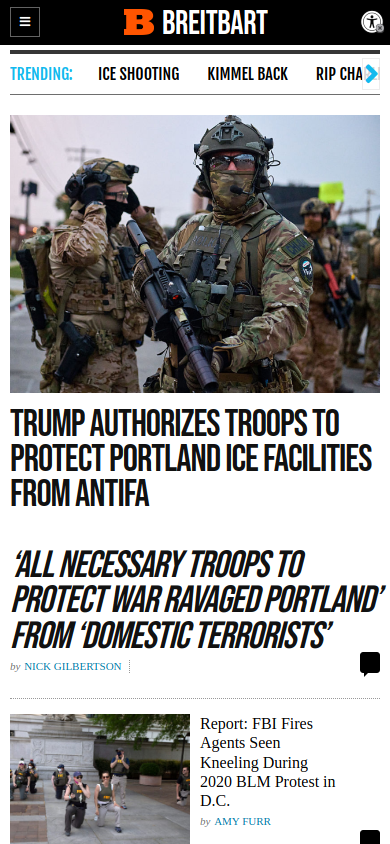 BREITBART
TRENDING: ICE SHOOTING KIMMEL BACK RIP CHA
TRUMP AUTHORIZES TROOPS TO
PROTECT PORTLAND ICE FACILITIES
FROM ANTIFA
‘ALL NECESSARY TROOPS TO
PROTECT WAR RAVAGED PORTLAND’
FROM ‘DOMESTIC TERRORISTS’
by NICK GILBERTSON
Report: FBI Fires
Agents Seen
Kneeling During
2020 BLM Protest in
D.C.
by AMY FURR